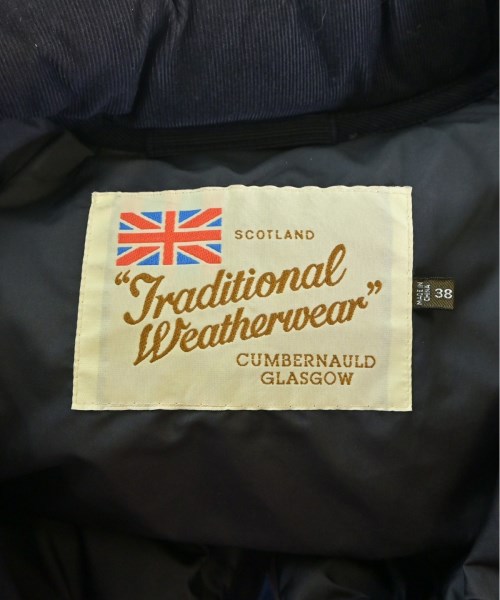 SCOTLAND
"Traditional
Weatherwear"
CUMBERNAULD
GLASGOW
MADE IN
CHINA
38